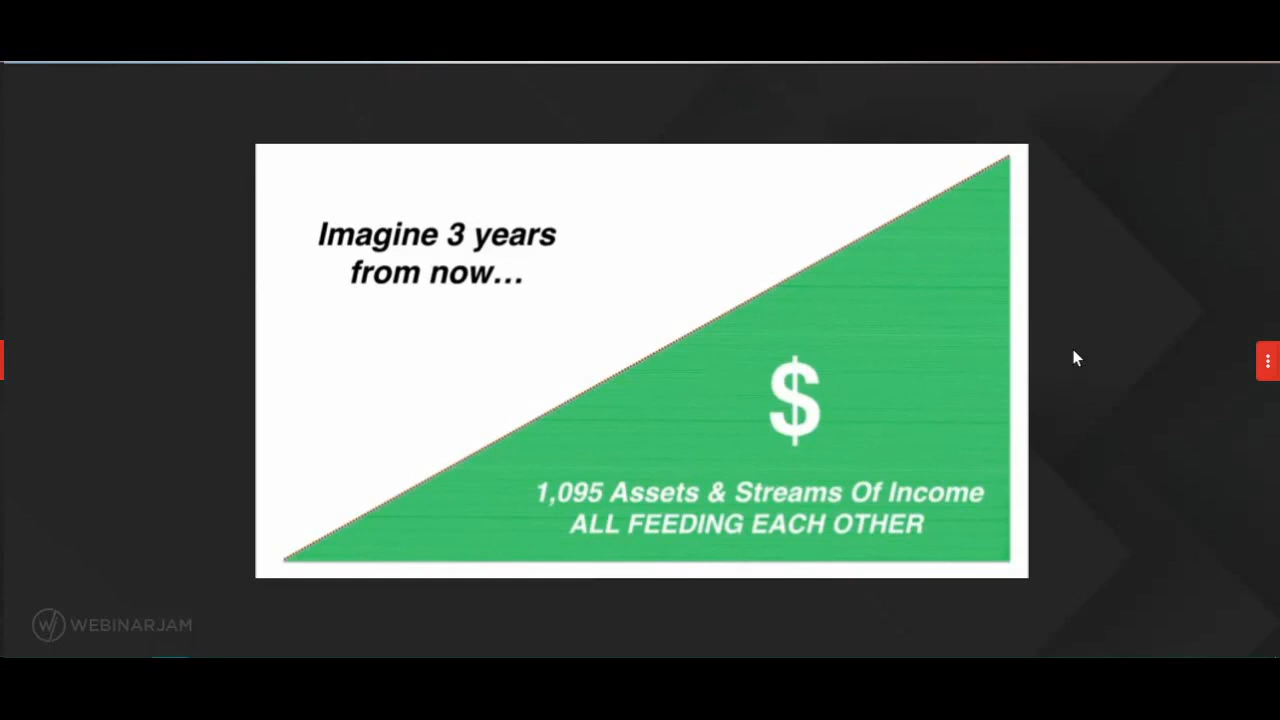 Imagine 3 years
from now...
$
1,095 Assets & Streams Of Income
ALL FEEDING EACH OTHER
WEBINARJAM